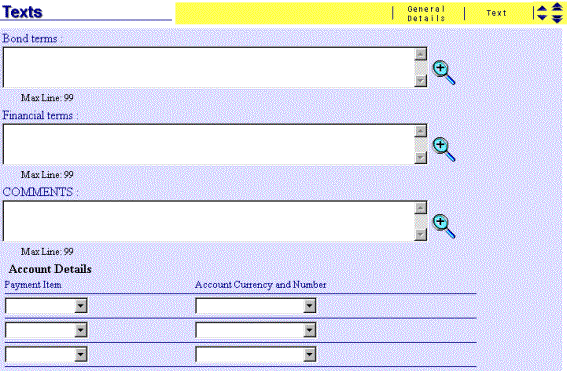 Texts
General Details
Text
Bond terms :
Max Line: 99
Financial terms :
Max Line: 99
COMMENTS :
Max Line: 99
Account Details
Payment Item Account Currency and Number